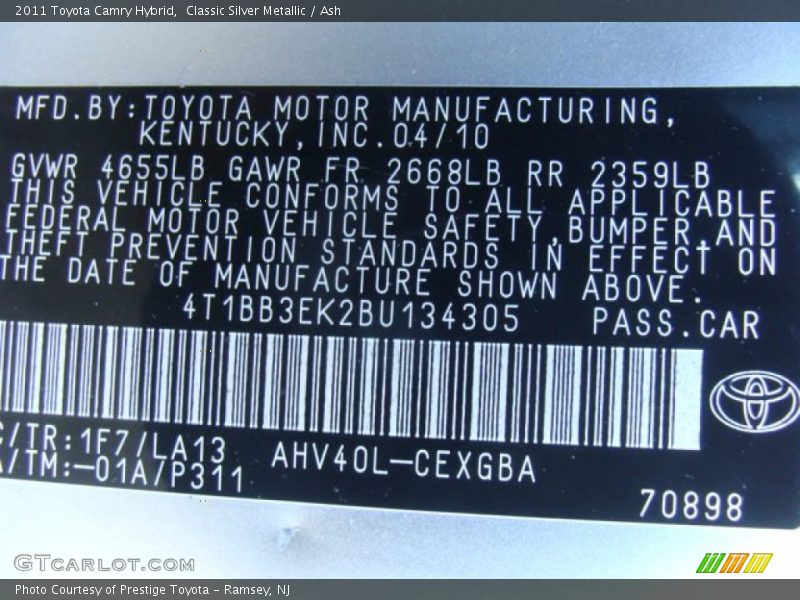 2011 Toyota Camry Hybrid,  Classic Silver Metallic / Ash
MFD.BY:TOYOTA MOTOR MANUFACTURING,
KENTUCKY,INC.04/10
GVWR 4655LB GAWR FR 2668LB RR 2359LB
THIS VEHICLE CONFORMS TO ALL APPLICABLE
FEDERAL MOTOR VEHICLE SAFETY,BUMPER,AND
THEFT PREVENTION STANDARDS IN EFFECT ON
THE DATE OF MANUFACTURE SHOWN ABOVE.
4T1BB3EK2BU134305 PASS.CAR
C/TR:1F7/LA13
A/TM:-01A/P311
AHV40L-CEXGBA
70898
GTCARLOT.COM
Photo Courtesy of Prestige Toyota - Ramsey, NJ